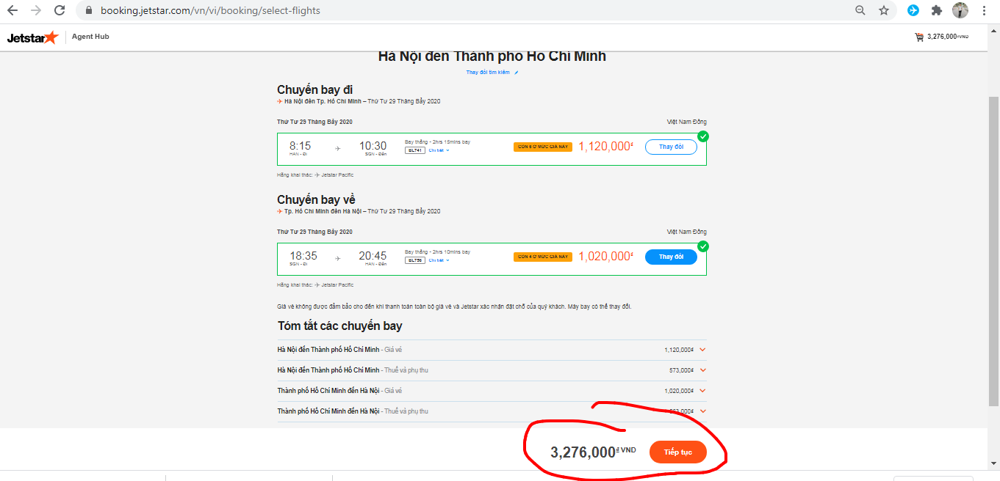 booking.jetstar.com/vn/vi/booking/select-flights
Jetstar Agent Hub 3,276,000₫VND
Hà Nội đến Thành phố Hồ Chí Minh
Thay đổi tìm kiếm
Chuyến bay đi
Hà Nội đến Tp. Hồ Chí Minh – Thứ Tư 29 Tháng Bảy 2020
Thứ Tư 29 Tháng Bảy 2020 Việt Nam Đồng
8:15 10:30 Bay thẳng - 2hrs 15mins bay CÒN 6 Ở MỨC GIÁ NÀY 1,120,000₫ Thay đổi
HAN - Đi SGN - Đến BL741 Chi tiết
Hãng khai thác: Jetstar Pacific
Chuyến bay về
Tp. Hồ Chí Minh đến Hà Nội – Thứ Tư 29 Tháng Bảy 2020
Thứ Tư 29 Tháng Bảy 2020 Việt Nam Đồng
18:35 20:45 Bay thẳng - 2hrs 10mins bay CÒN 4 Ở MỨC GIÁ NÀY 1,020,000₫ Thay đổi
SGN - Đi HAN - Đến BL756 Chi tiết
Hãng khai thác: Jetstar Pacific
Giá vé không được đảm bảo cho đến khi thanh toán toàn bộ giá vé và Jetstar xác nhận đặt chỗ của quý khách. Máy bay có thể thay đổi.
Tóm tắt các chuyến bay
Hà Nội đến Thành phố Hồ Chí Minh - Giá vé 1,120,000₫
Hà Nội đến Thành phố Hồ Chí Minh - Thuế và phụ thu 573,000₫
Thành phố Hồ Chí Minh đến Hà Nội - Giá vé 1,020,000₫
Thành phố Hồ Chí Minh đến Hà Nội - Thuế và phụ thu
3,276,000₫ VND Tiếp tục